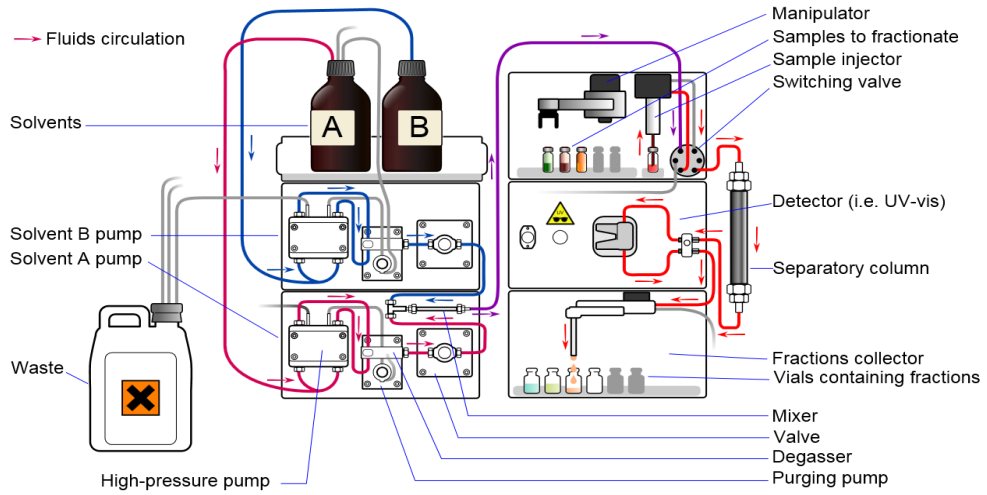 Fluids circulation
Manipulator
Samples to fractionate
Sample injector
Switching valve
Solvents
A
B
UV
Detector (i.e. UV-vis)
Solvent B pump
Solvent A pump
Separatory column
Waste
Fractions collector
Vials containing fractions
Mixer
Valve
Degasser
High-pressure pump
Purging pump